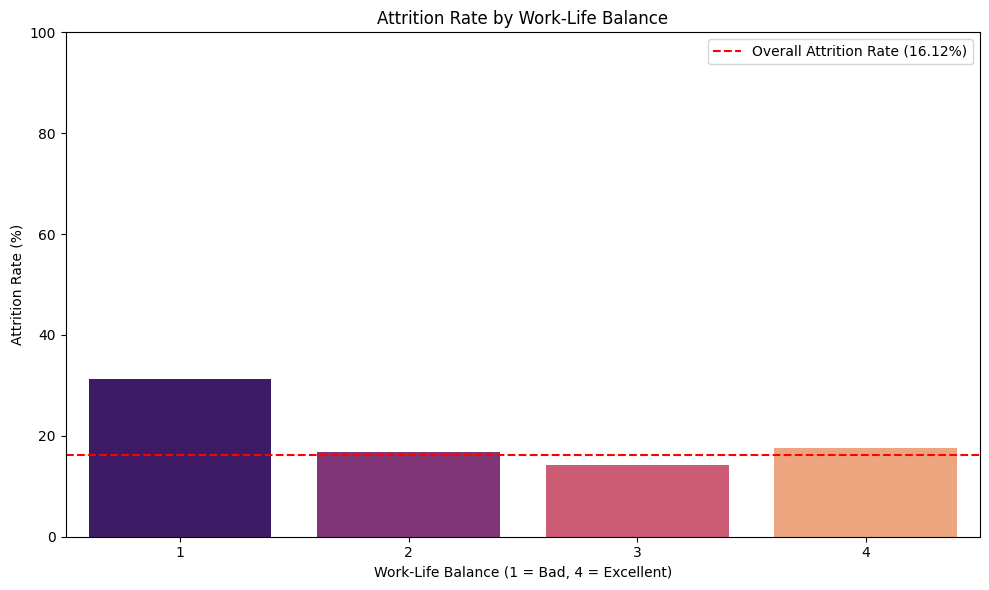 Attrition Rate by Work-Life Balance
Overall Attrition Rate (16.12%)
Attrition Rate (%)
100
80
60
40
20
0
1 2 3 4
Work-Life Balance (1 = Bad, 4 = Excellent)